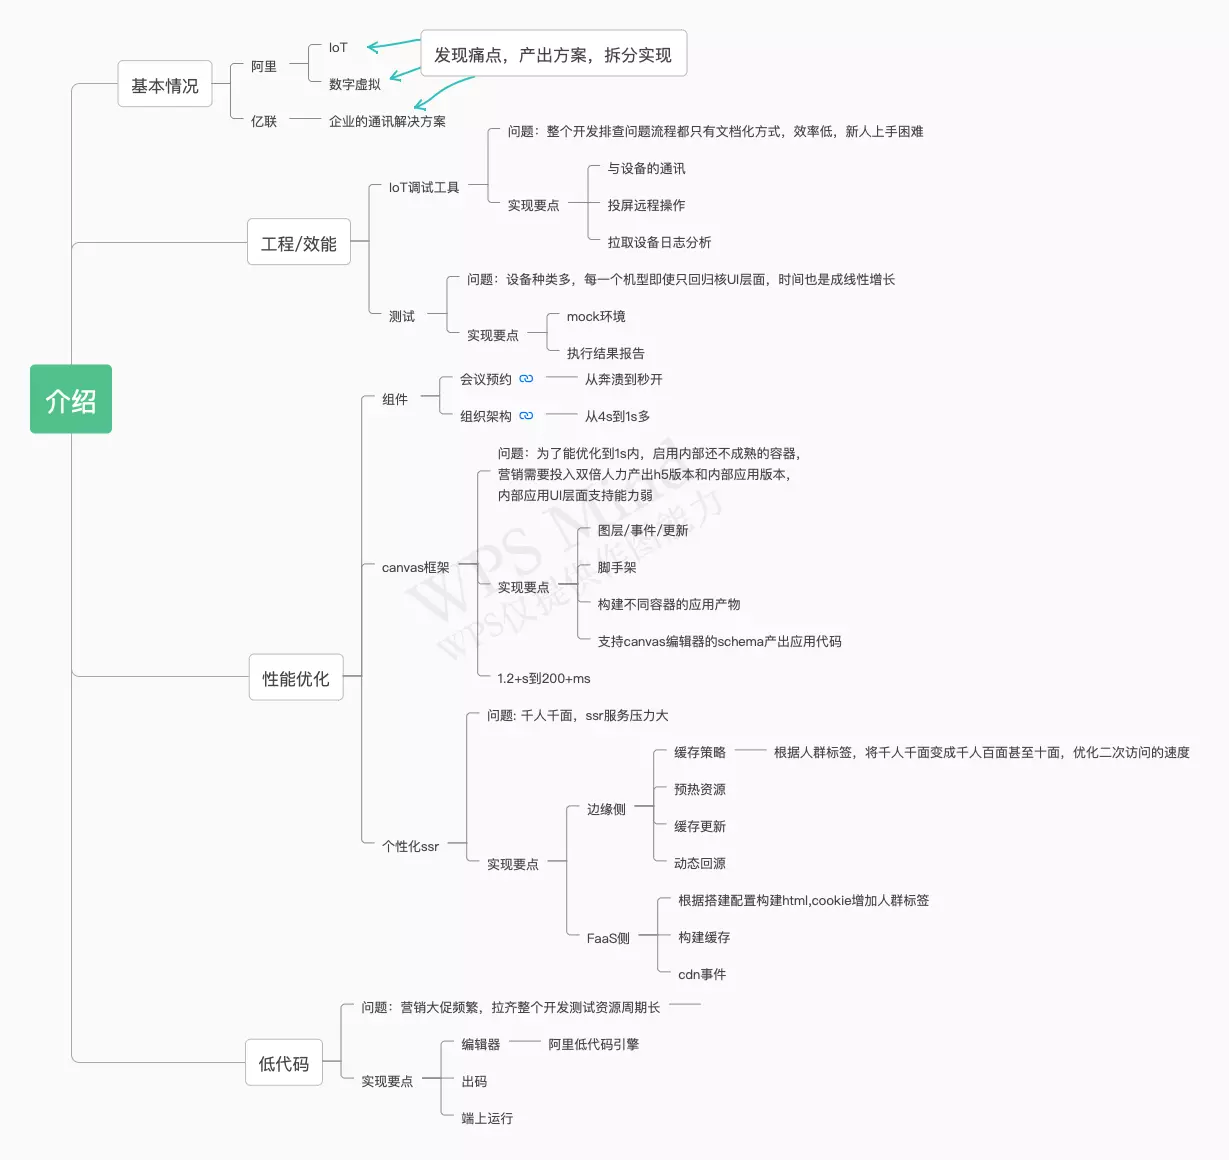 介绍
基本情况
阿里
IoT
数字虚拟
亿联
企业的通讯解决方案
发现痛点，产出方案，拆分实现
工程/效能
IoT调试工具
问题：整个开发排查问题流程都只有文档化方式，效率低，新人上手困难
实现要点
与设备的通讯
投屏远程操作
拉取设备日志分析
测试
问题：设备种类多，每一个机型即使只回归核UI层面，时间也是成线性增长
实现要点
mock环境
执行结果报告
性能优化
组件
会议预约
从奔溃到秒开
组织架构
从4s到1s多
canvas框架
问题：为了能优化到1s内，启用内部还不成熟的容器，
营销需要投入双倍人力产出h5版本和内部应用版本，
内部应用UI层面支持能力弱
实现要点
图层/事件/更新
脚手架
构建不同容器的应用产物
支持canvas编辑器的schema产出应用代码
1.2+s到200+ms
个性化ssr
问题: 千人千面，ssr服务压力大
实现要点
边缘侧
缓存策略
根据人群标签，将千人千面变成千人百面甚至十面，优化二次访问的速度
预热资源
缓存更新
动态回源
FaaS侧
根据搭建配置构建html,cookie增加人群标签
构建缓存
cdn事件
低代码
问题：营销大促频繁，拉齐整个开发测试资源周期长
实现要点
编辑器
阿里低代码引擎
出码
端上运行
WPS Mind
WPS仅提供作图能力